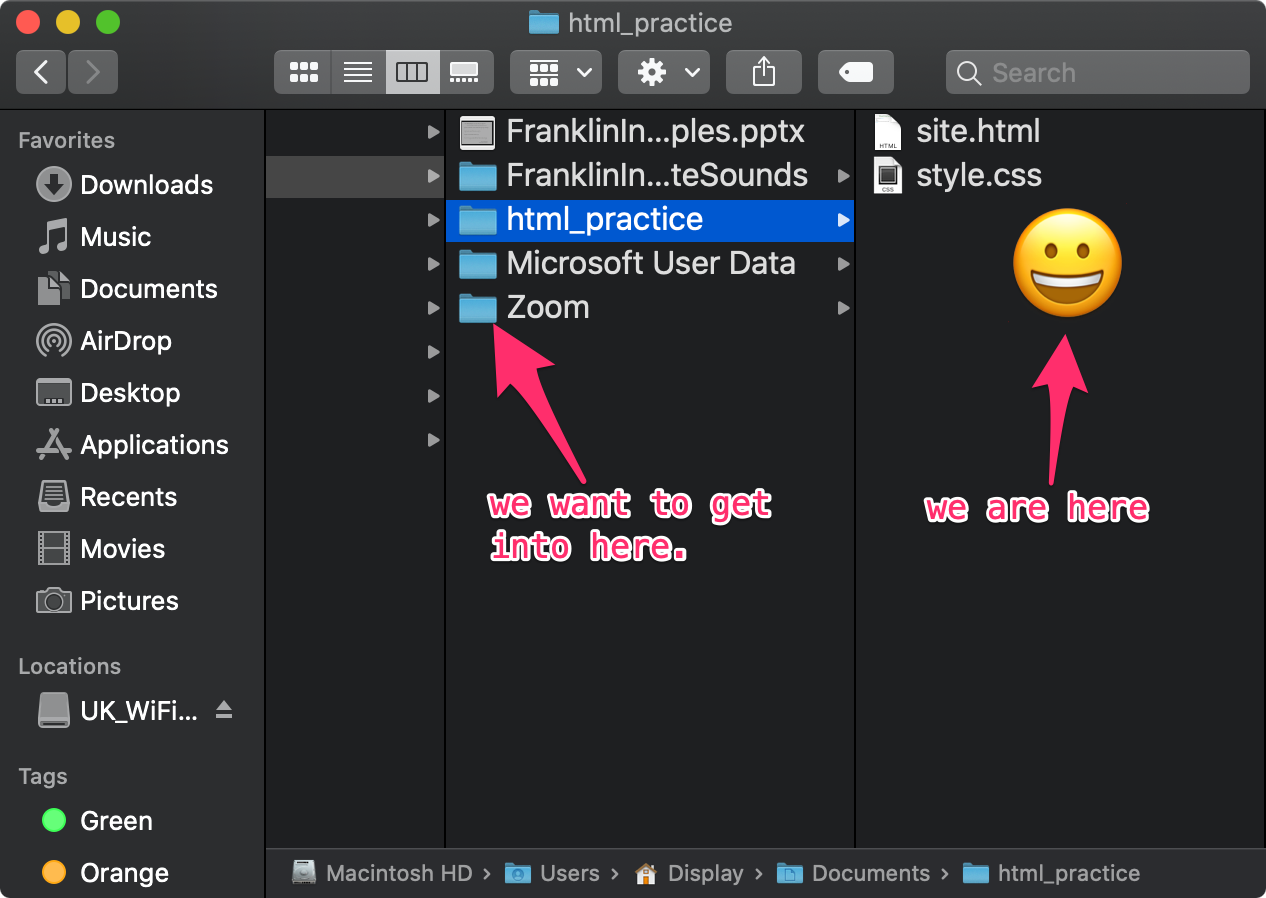 html_practice
Search
Favorites
Downloads
Music
Documents
AirDrop
Desktop
Applications
Recents
Movies
Pictures
Locations
UK_WiFi...
Tags
Green
Orange
FranklinIn...ples.pptx
FranklinIn...teSounds
html_practice
Microsoft User Data
Zoom
we want to get
into here.
HTML site.html
CSS style.css
we are here
Macintosh HD › Users › Display › Documents › html_practice